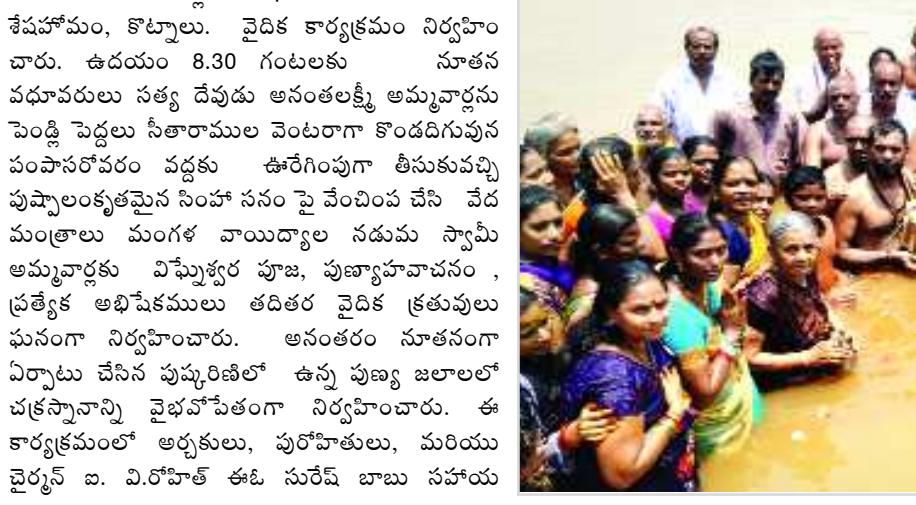 శేషహోమం, కొట్నాలు. వైదిక కార్యక్రమం నిర్వహిం
చారు. ఉదయం 8.30 గంటలకు నూతన
వధూవరులు సత్య దేవుడు అనంతలక్ష్మీ అమ్మవార్లను
పెండ్లి పెద్దలు సీతారాముల వెంటరాగా కొండదిగువున
పంపాసరోవరం వద్దకు ఊరేగింపుగా తీసుకువచ్చి
పుష్పాలంకృతమైన సింహా సనం పై వేంచింప చేసి వేద
మంత్రాలు మంగళ వాయిద్యాల నడుమ స్వామీ
అమ్మవార్లకు విఘ్నేశ్వర పూజ, పుణ్యాహవాచనం ,
ప్రత్యేక అభిషేకములు తదితర వైదిక క్రతువులు
ఘనంగా నిర్వహించారు. అనంతరం నూతనంగా
ఏర్పాటు చేసిన పుష్కరిణిలో ఉన్న పుణ్య జలాలలో
చక్రస్నానాన్ని వైభవోపేతంగా నిర్వహించారు. ఈ
కార్యక్రమంలో అర్చకులు, పురోహితులు, మరియు
చైర్మన్ ఐ. వి.రోహిత్ ఈఓ సురేష్ బాబు సహాయ